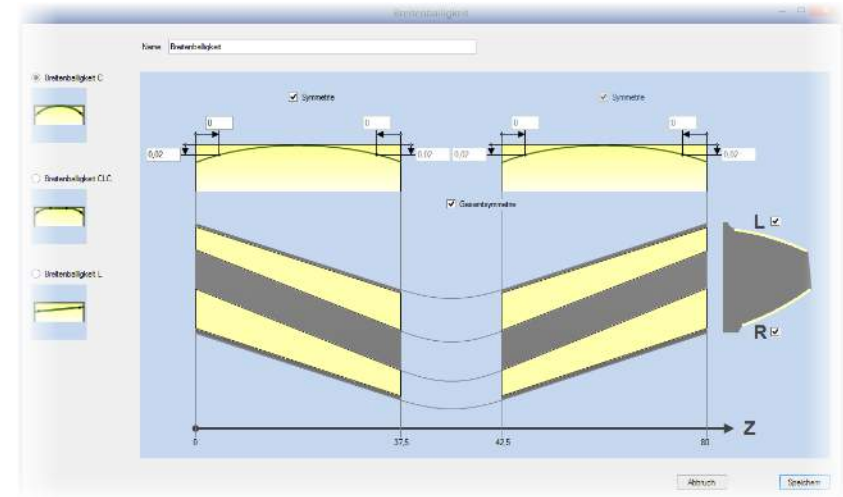 Breitenballigkeit
Name Breitenballigkeit
Breitenballigkeit C
Symmetrie
Symmetrie
0
0
0
0
0,02
0,02
0,02
0,02
Breitenballigkeit CLC
Gesamtsymmetrie
L
Breitenballigkeit L
R
Z
0
37,5
42,5
80
Abbruch
Speichern